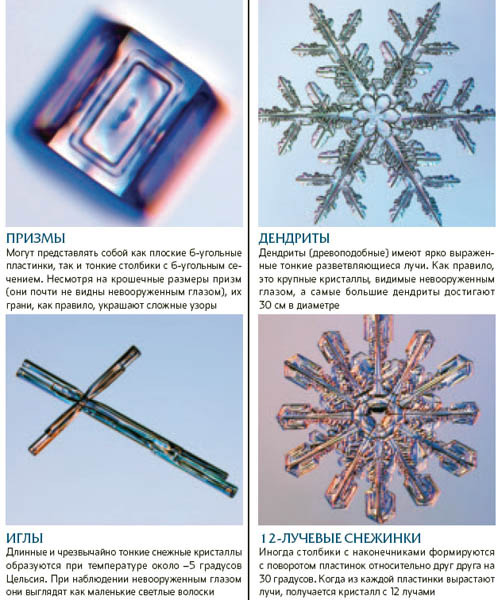 ПРИЗМЫ
Могут представлять собой как плоские 6-угольные
пластинки, так и тонкие столбики с 6-угольным се-
чением. Несмотря на крошечные размеры призм
(они почти не видны невооруженным глазом), их
грани, как правило, украшают сложные узоры
ДЕНДРИТЫ
Дендриты (древоподобные) имеют ярко выражен-
ные тонкие разветвляющиеся лучи. Как правило,
это крупные кристаллы, видимые невооруженным
глазом, а самые большие дендриты достигают
30 см в диаметре
ИГЛЫ
Длинные и чрезвычайно тонкие снежные кристаллы
образуются при температуре около –5 градусов
Цельсия. При наблюдении невооруженным глазом
они выглядят как маленькие светлые волоски
12-ЛУЧЕВЫЕ СНЕЖИНКИ
Иногда столбики с наконечниками формируются
с поворотом пластинок относительно друг друга на
30 градусов. Когда из каждой пластинки вырастают
лучи, получается кристалл с 12 лучами